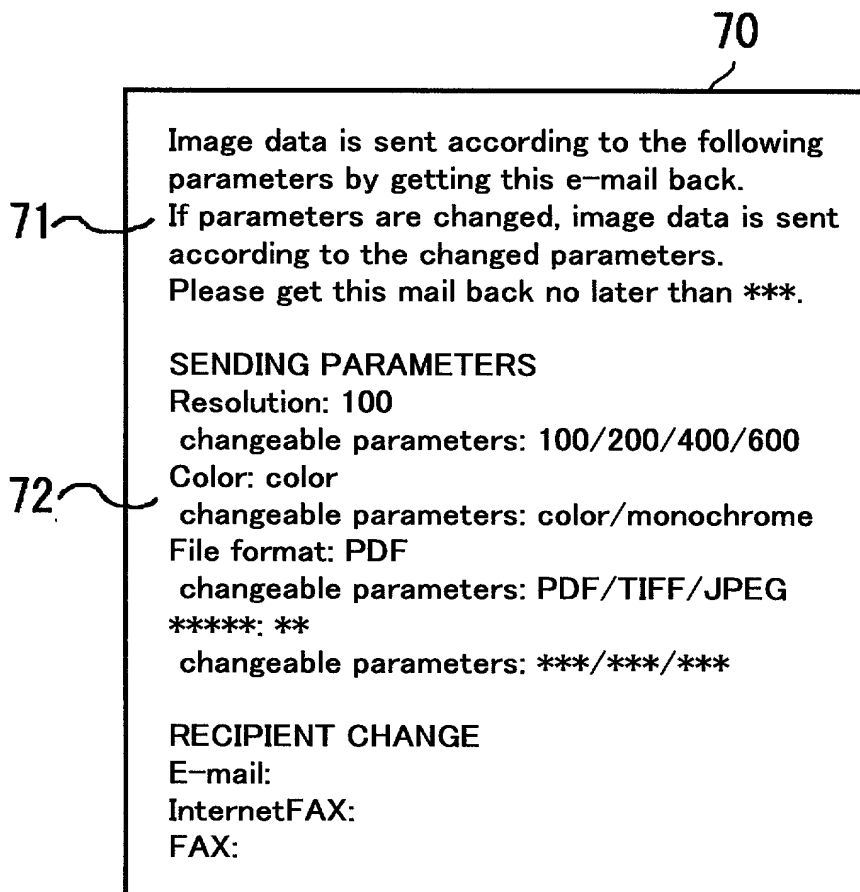 70
Image data is sent according to the following
parameters by getting this e-mail back.
71 If parameters are changed, image data is sent
according to the changed parameters.
Please get this mail back no later than ***.
SENDING PARAMETERS
Resolution: 100
changeable parameters: 100/200/400/600
72 Color: color
changeable parameters: color/monochrome
File format: PDF
changeable parameters: PDF/TIFF/JPEG
*****: **
changeable parameters: ***/***/***
RECIPIENT CHANGE
E-mail:
InternetFAX:
FAX: